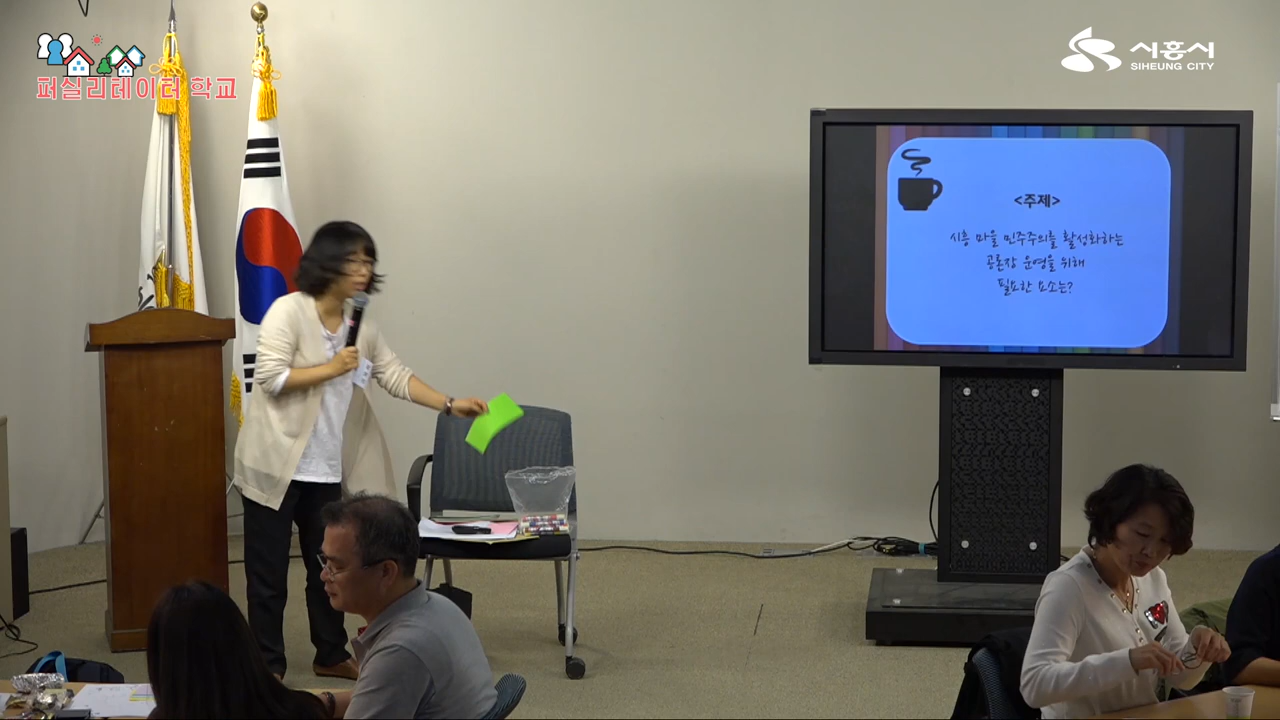 퍼실리테이터 학교
시흥시
SIHEUNG CITY
<주제>
시흥 마을 민주주의를 활성화하는
공론장 운영을 위해
필요한 요소는?